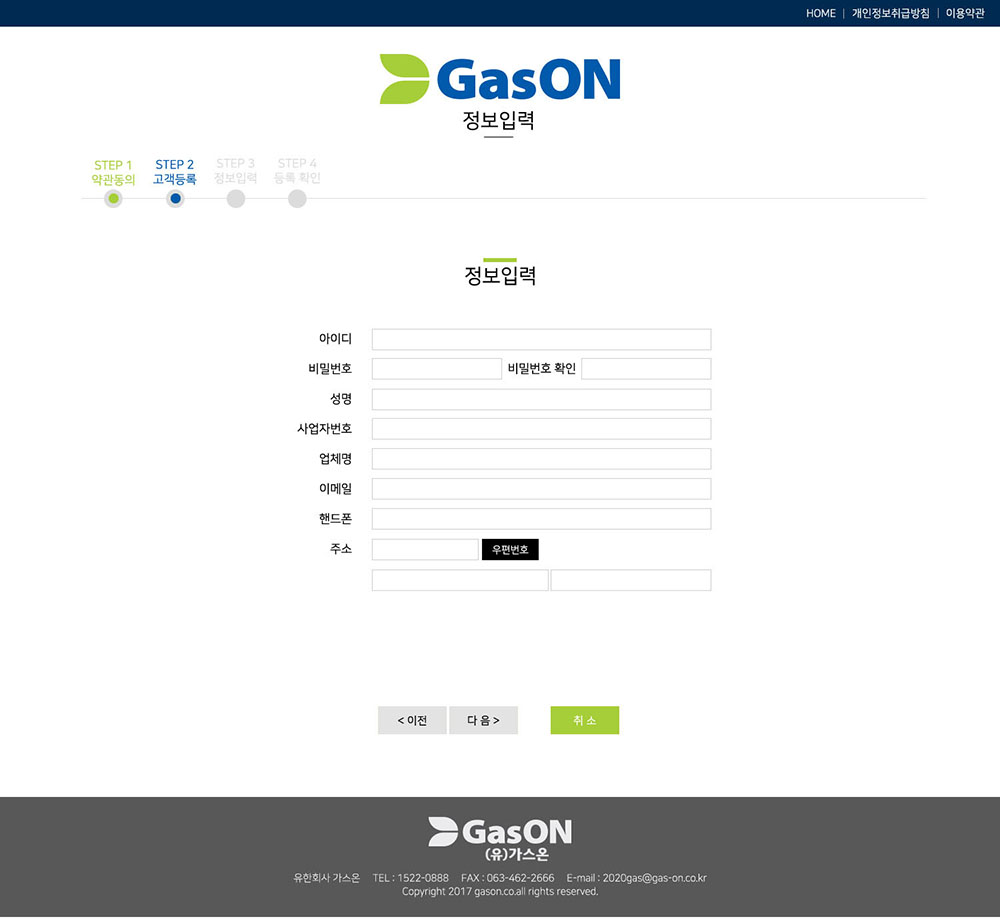 HOME | 개인정보취급방침 | 이용약관
GasON
정보입력
STEP 1 STEP 2 STEP 3 STEP 4
약관동의 고객등록 정보입력 등록 확인
정보입력
아이디
비밀번호 비밀번호 확인
성명
사업자번호
업체명
이메일
핸드폰
주소 우편번호
< 이전 다 음 > 취 소
GasON
(유)가스온
유한회사 가스온 TEL : 1522-0888 FAX : 063-462-2666 E-mail : 2020gas@gas-on.co.kr
Copyright 2017 gason.co.all rights reserved.